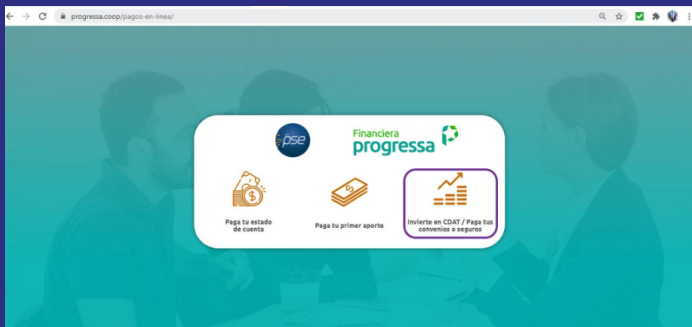 progressa.coop/pagos-en-linea/
pse
Financiera
progressa
Paga tu estado
de cuenta
Paga tu primer aporte
Invierte en CDAT / Paga tus
convenios o seguros